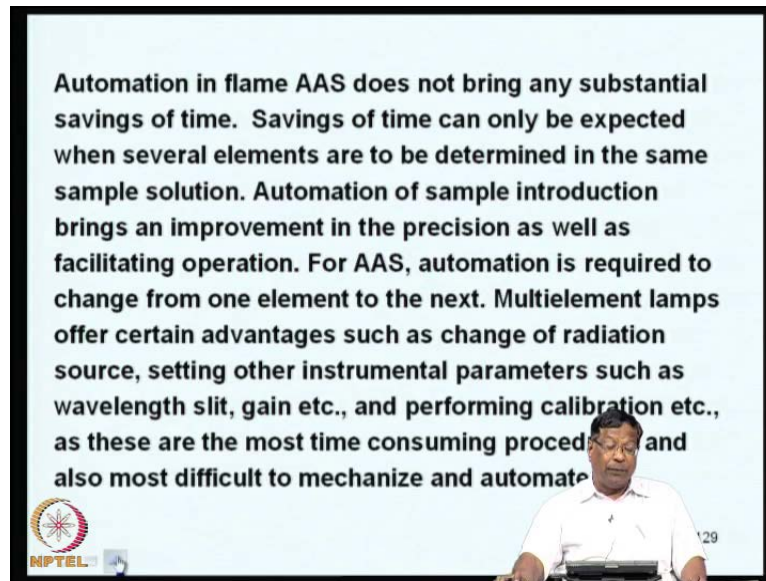 Automation in flame AAS does not bring any substantial
savings of time. Savings of time can only be expected
when several elements are to be determined in the same
sample solution. Automation of sample introduction
brings an improvement in the precision as well as
facilitating operation. For AAS, automation is required to
change from one element to the next. Multielement lamps
offer certain advantages such as change of radiation
source, setting other instrumental parameters such as
wavelength slit, gain etc., and performing calibration etc.,
as these are the most time consuming and
also most difficult to mechanize and automate
129
NPTEL